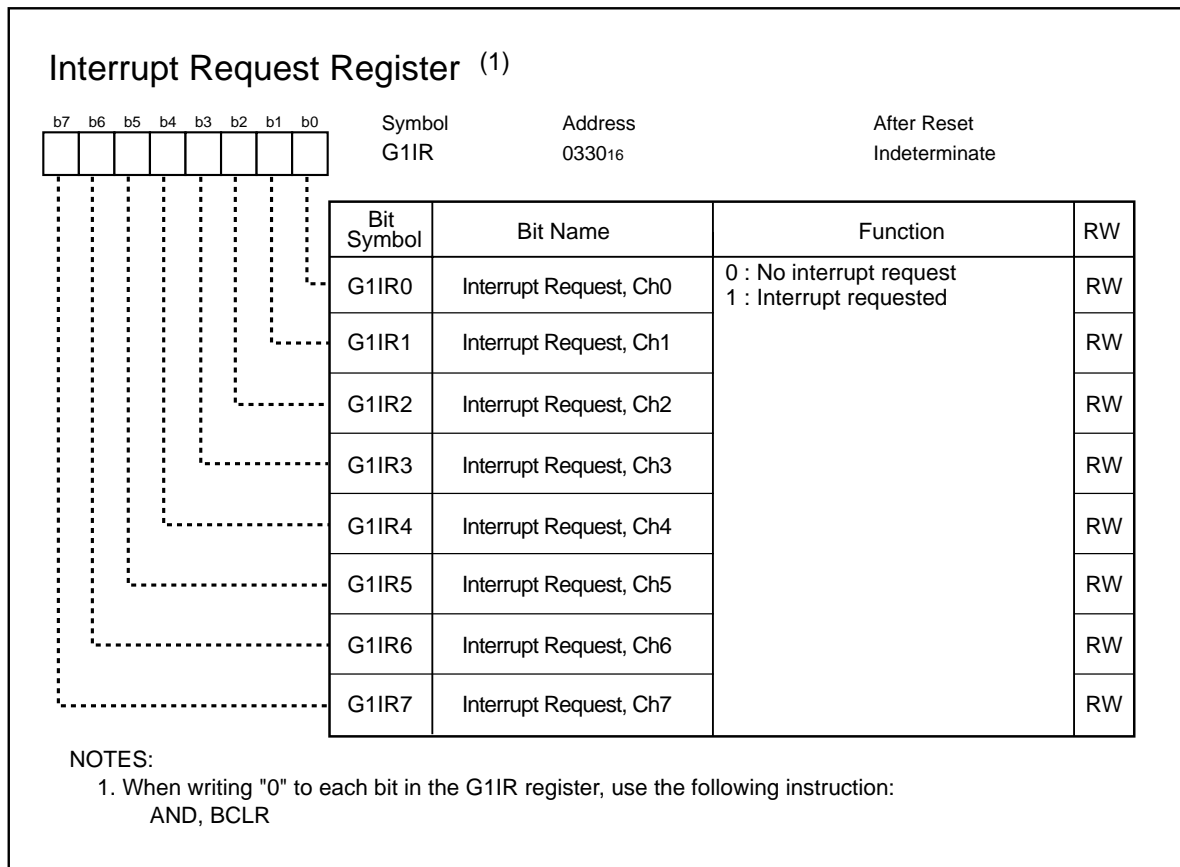 Interrupt Request Register (1)
b7 b6 b5 b4 b3 b2 b1 b0
Symbol Address After Reset
G1IR 033016 Indeterminate
Bit Symbol Bit Name Function RW
G1IR0 Interrupt Request, Ch0 0 : No interrupt request RW
1 : Interrupt requested
G1IR1 Interrupt Request, Ch1 RW
G1IR2 Interrupt Request, Ch2 RW
G1IR3 Interrupt Request, Ch3 RW
G1IR4 Interrupt Request, Ch4 RW
G1IR5 Interrupt Request, Ch5 RW
G1IR6 Interrupt Request, Ch6 RW
G1IR7 Interrupt Request, Ch7 RW
NOTES:
1. When writing "0" to each bit in the G1IR register, use the following instruction:
AND, BCLR